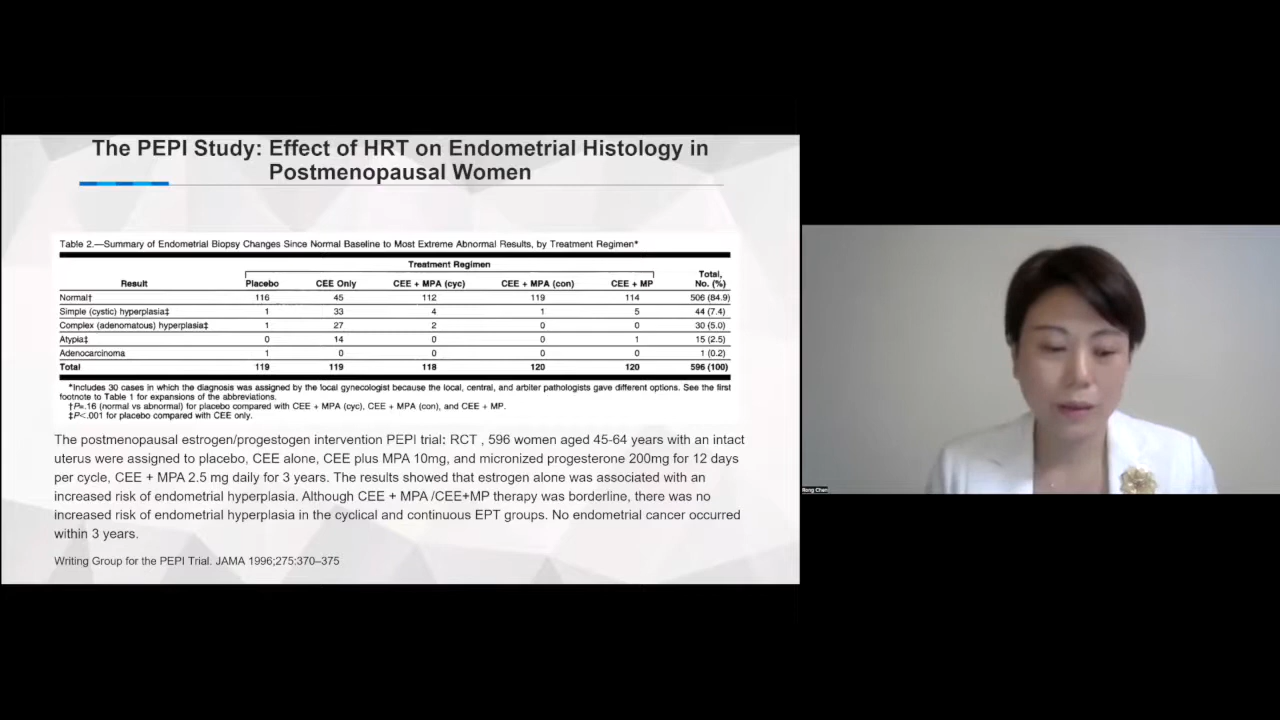 The PEPI Study: Effect of HRT on Endometrial Histology in
Postmenopausal Women
Table 2.—Summary of Endometrial Biopsy Changes Since Normal Baseline to Most Extreme Abnormal Results, by Treatment Regimen*
Treatment Regimen
Result Placebo CEE Only CEE + MPA (cyc) CEE + MPA (con) CEE + MP Total, No. (%)
Normal† 116 45 112 119 114 506 (84.9)
Simple (cystic) hyperplasia‡ 1 33 4 1 5 44 (7.4)
Complex (adenomatous) hyperplasia‡ 1 27 2 0 0 30 (5.0)
Atypia‡ 0 14 0 0 1 15 (2.5)
Adenocarcinoma 1 0 0 0 0 1 (0.2)
Total 119 119 118 120 120 596 (100)
*Includes 30 cases in which the diagnosis was assigned by the local gynecologist because the local, central, and arbiter pathologists gave different options. See the first
footnote to Table 1 for expansions of the abbreviations.
†P=.16 (normal vs abnormal) for placebo compared with CEE + MPA (cyc), CEE + MPA (con), and CEE + MP.
‡P<.001 for placebo compared with CEE only.
The postmenopausal estrogen/progestogen intervention PEPI trial: RCT , 596 women aged 45-64 years with an intact
uterus were assigned to placebo, CEE alone, CEE plus MPA 10mg, and micronized progesterone 200mg for 12 days
per cycle, CEE + MPA 2.5 mg daily for 3 years. The results showed that estrogen alone was associated with an
increased risk of endometrial hyperplasia. Although CEE + MPA /CEE+MP therapy was borderline, there was no
increased risk of endometrial hyperplasia in the cyclical and continuous EPT groups. No endometrial cancer occurred
within 3 years.
Writing Group for the PEPI Trial. JAMA 1996;275:370–375
Rong Chen